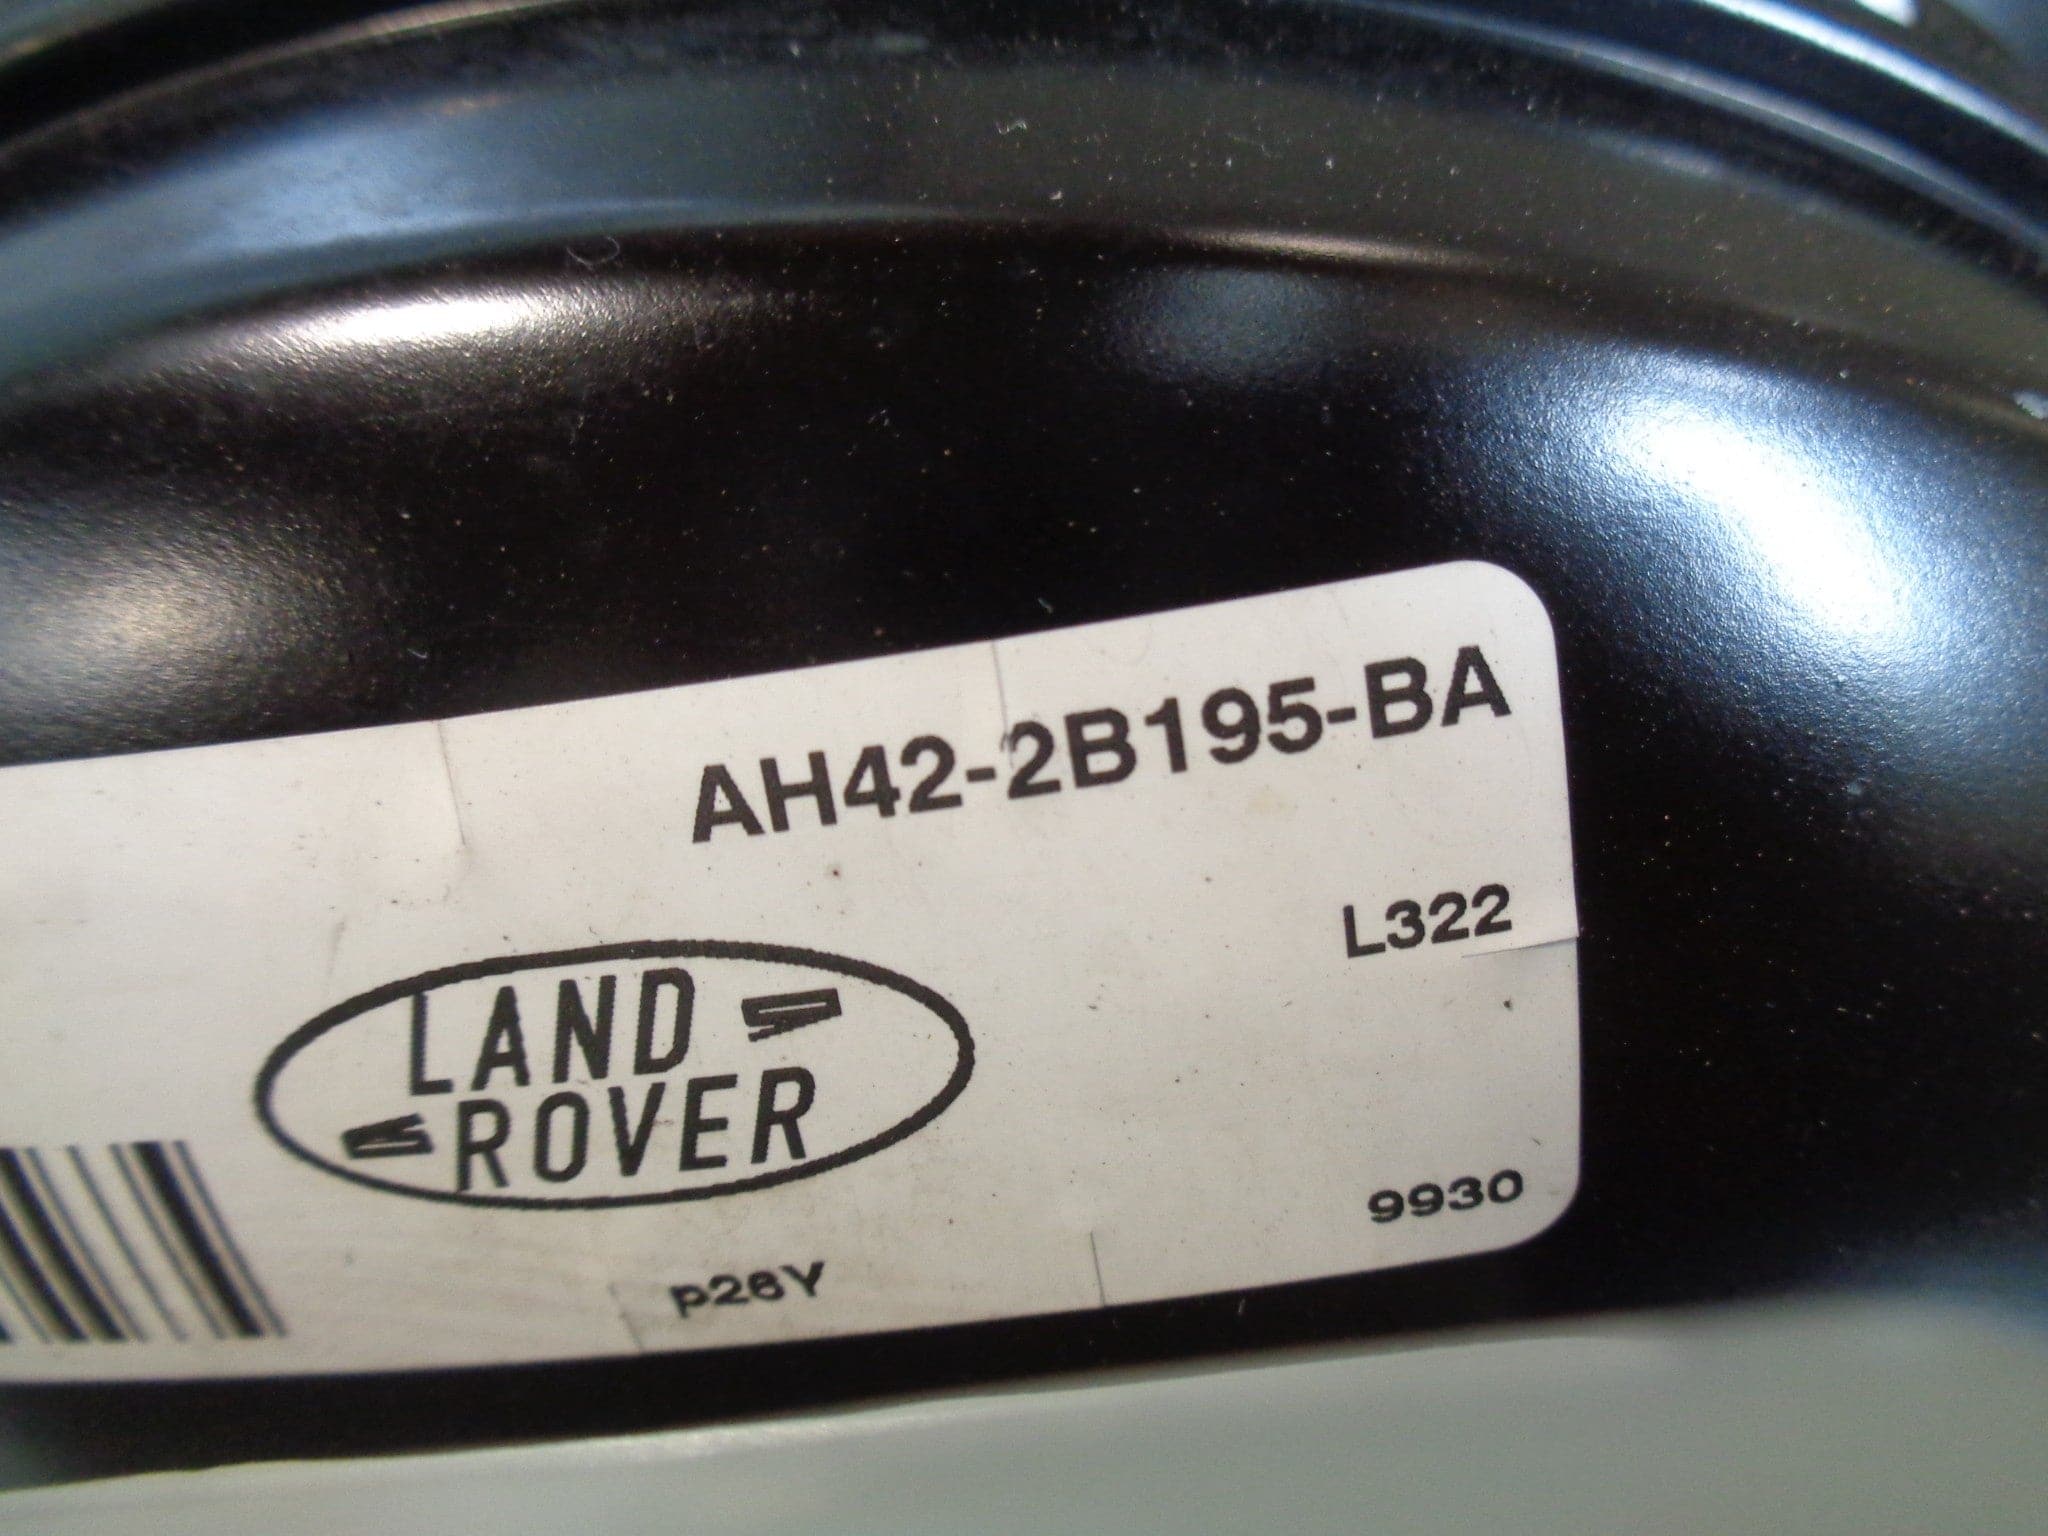 AH42-2B195-BA
L322
LAND
ROVER
9930
p26Y